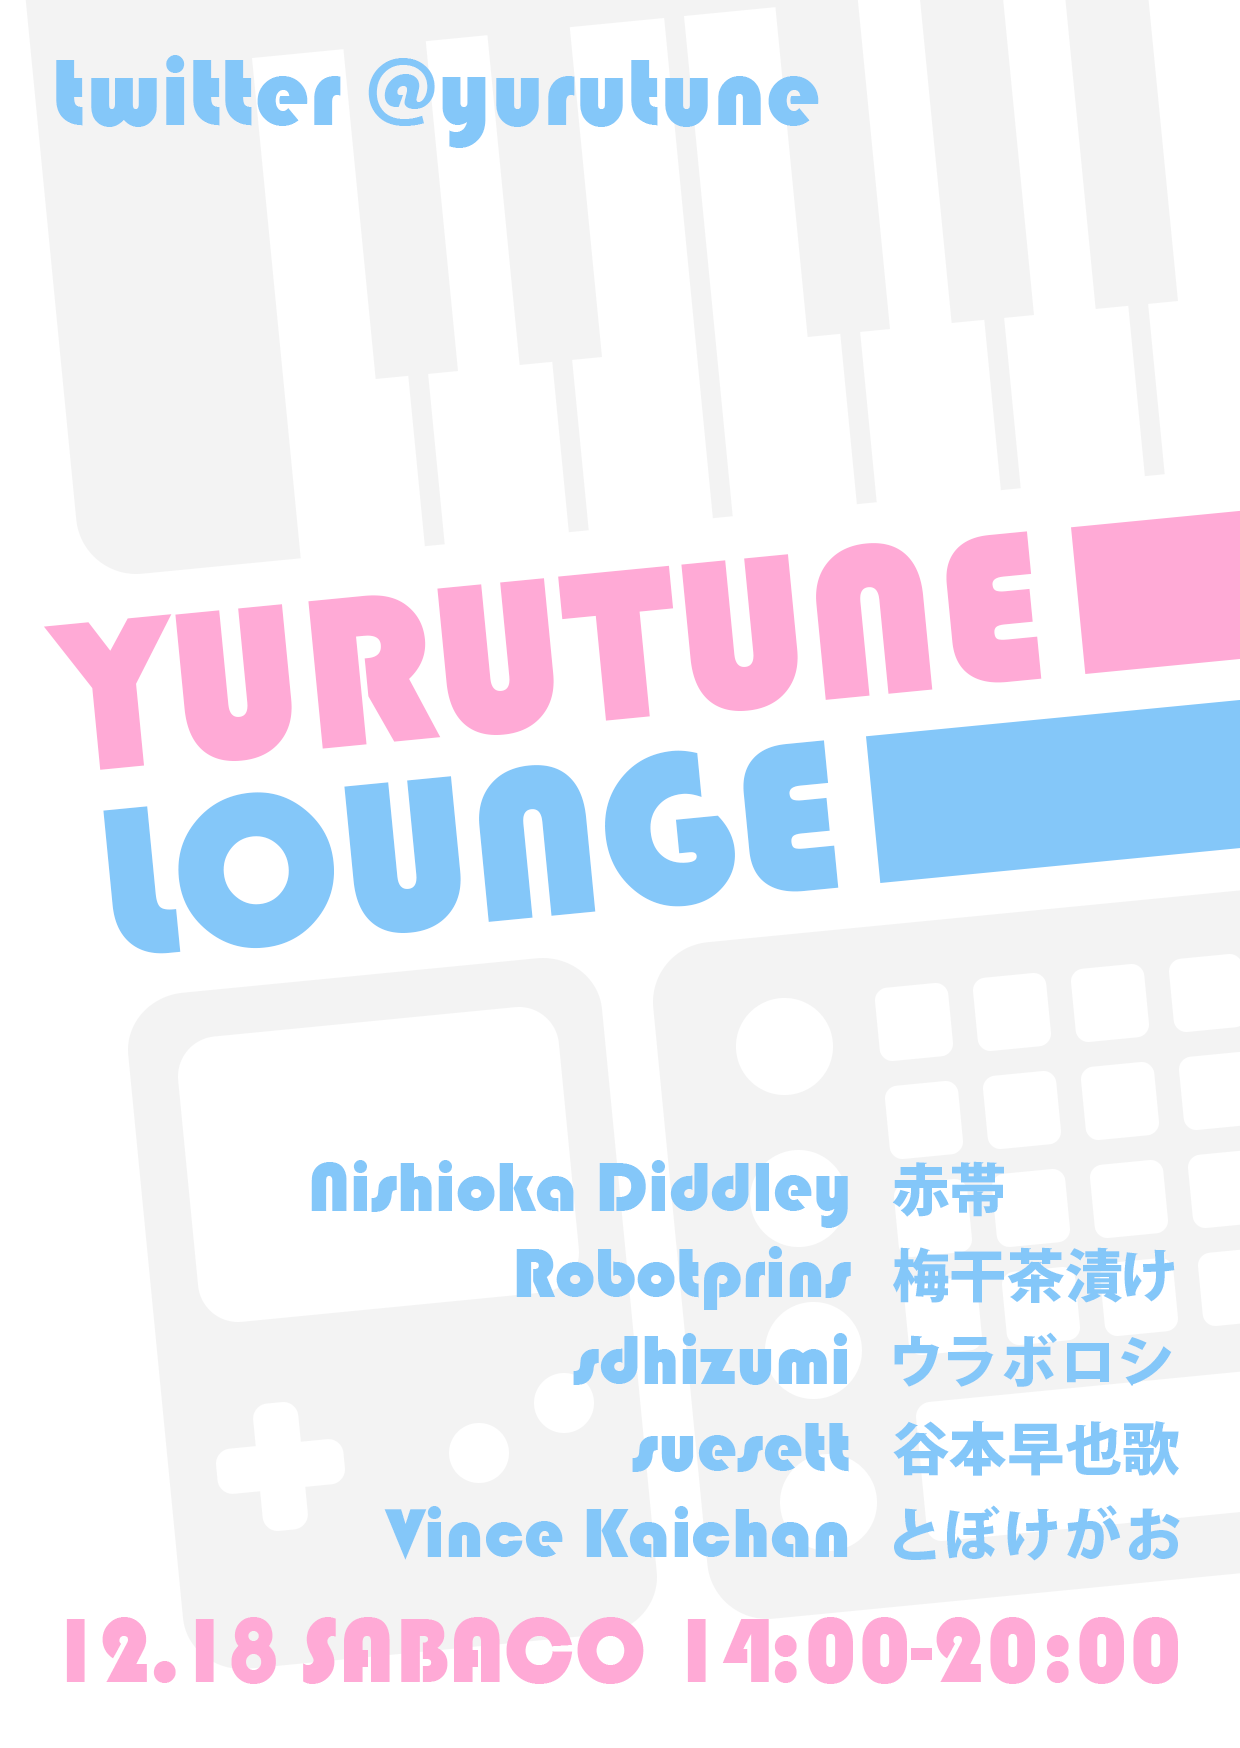 twitter @yurutune
YURUTUNE
LOUNGE
Nishioka Diddley 赤帯
Robotprins 梅干茶漬け
sdhizumi ウラボロシ
suesett 谷本早也歌
Vince Kaichan とぼけがお
12.18 SABACO 14:00-20:00